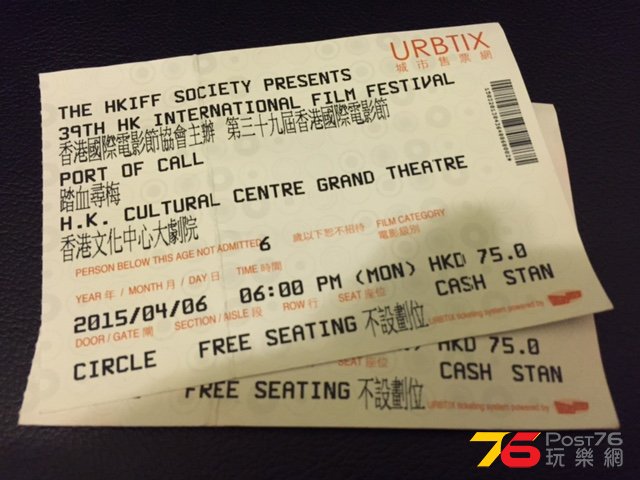 URBTIX
城市售票網
THE HKIFF SOCIETY PRESENTS
39TH HK INTERNATIONAL FILM FESTIVAL
香港國際電影節協會主辦 第三十九屆香港國際電影節
PORT OF CALL
踏血尋梅
H.K. CULTURAL CENTRE GRAND THEATRE
香港文化中心大劇院
PERSON BELOW THIS AGE NOT ADMITTED 6 歲以下恕不招待 FILM CATEGORY 電影級別
YEAR 年 / MONTH 月 / DAY 日 TIME 時間
2015/04/06 06:00 PM (MON) HKD 75.0
DOOR / GATE 閘 SECTION / AISLE 段 ROW 行 SEAT 座位 CASH STAN
CIRCLE FREE SEATING 不設劃位 URBTIX ticketing system powered by
SEAT 座位 HKD 75.0
CASH STAN
FREE SEATING 不設劃位 URBTIX ticketing system powered by
76 Post76
玩樂網